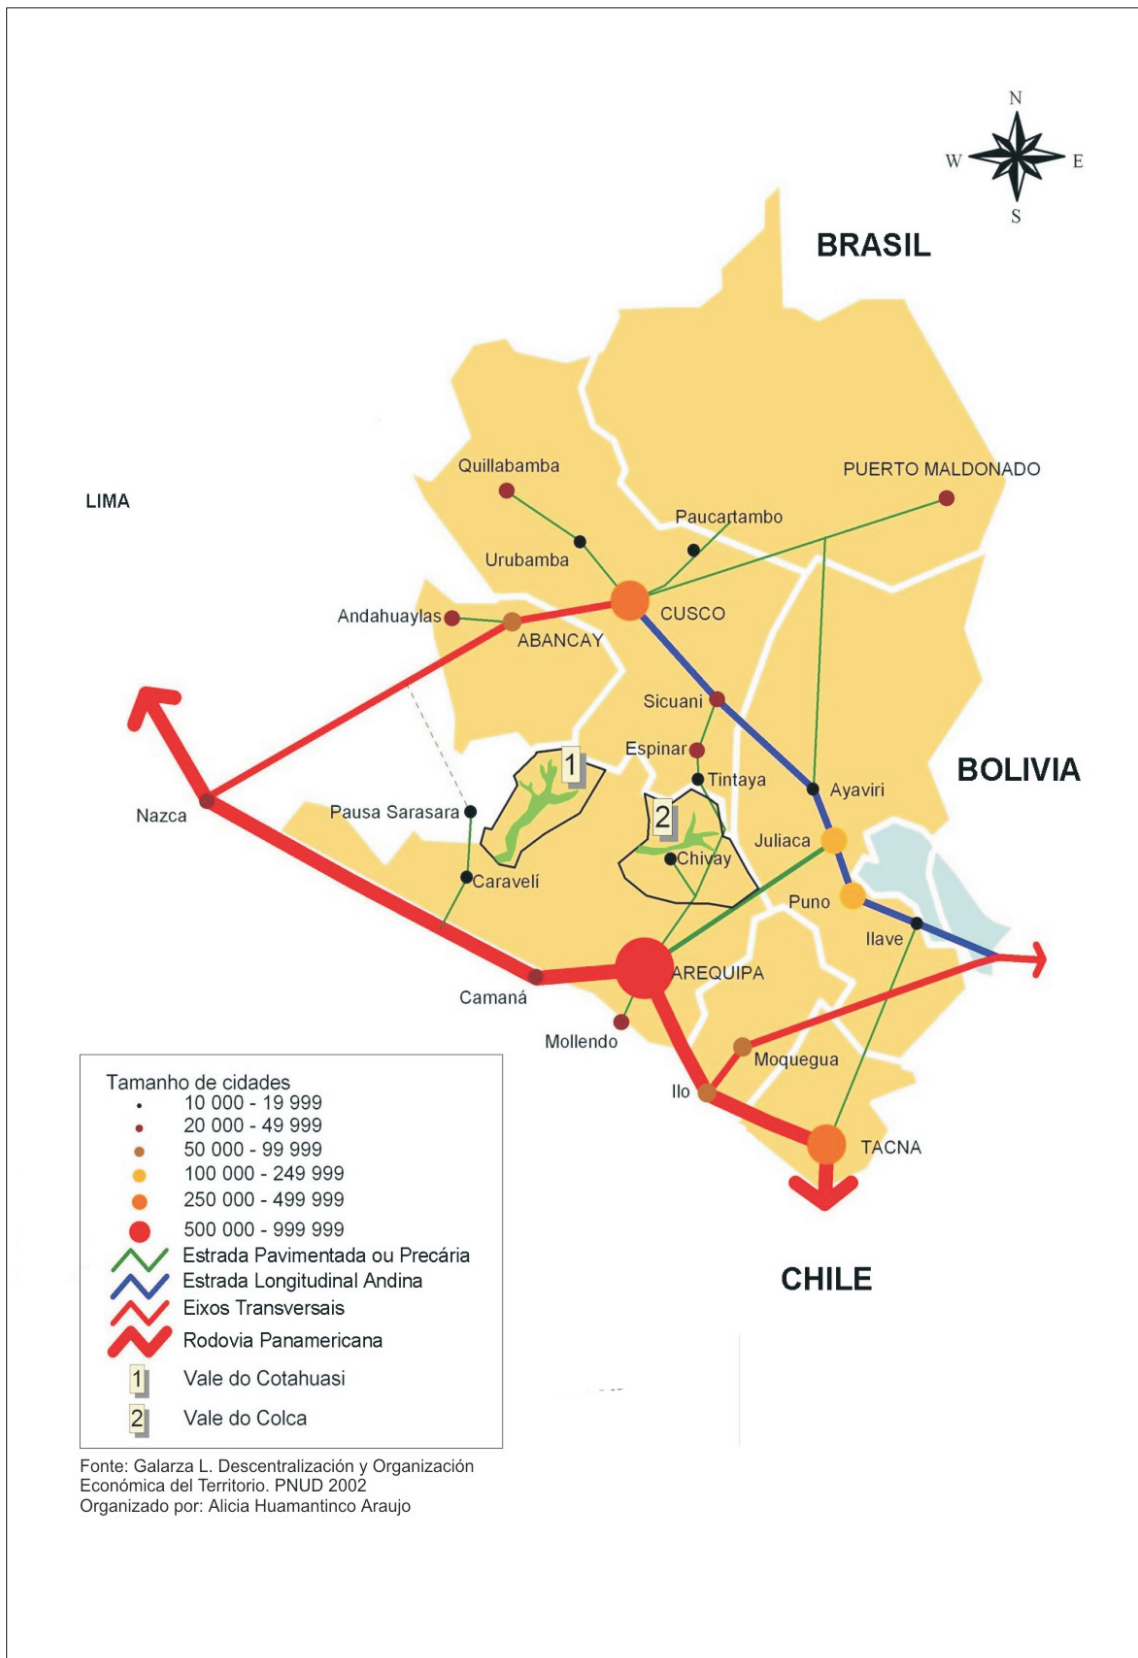 N
W
E
S
BRASIL
Quillabamba
PUERTO MALDONADO
LIMA
Paucartambo
Urubamba
Andahuaylas
CUSCO
ABANCAY
Sicuani
Espinar
1
BOLIVIA
Tintaya
Ayaviri
Nazca
Pausa Sarasara
2
Juliaca
Chivay
Caravelí
Puno
Ilave
AREQUIPA
Camaná
Mollendo
Moquegua
Ilo
TACNA
CHILE
Tamanho de cidades
10 000 - 19 999
20 000 - 49 999
50 000 - 99 999
100 000 - 249 999
250 000 - 499 999
500 000 - 999 999
Estrada Pavimentada ou Precária
Estrada Longitudinal Andina
Eixos Transversais
Rodovia Panamericana
1 Vale do Cotahuasi
2 Vale do Colca
Fonte: Galarza L. Descentralización y Organización
Económica del Territorio. PNUD 2002
Organizado por: Alicia Huamantinco Araujo